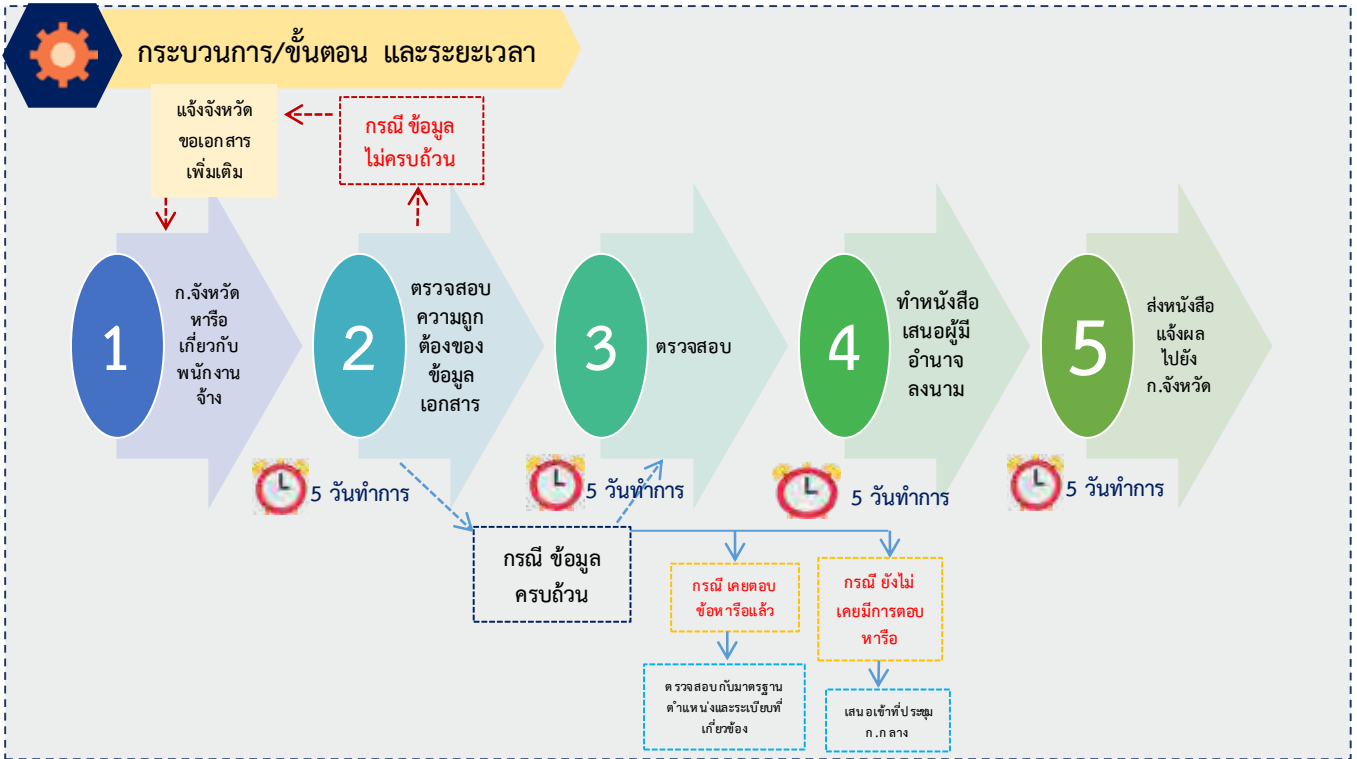 กระบวนการ/ขั้นตอน และระยะเวลา
แจ้งจังหวัด
ขอเอกสาร
เพิ่มเติม
กรณี ข้อมูล
ไม่ครบถ้วน
1
ก.จังหวัด
หารือ
เกี่ยวกับ
พนักงาน
จ้าง
2
ตรวจสอบ
ความถูก
ต้องของ
ข้อมูล
เอกสาร
3
ตรวจสอบ
4
ทำหนังสือ
เสนอผู้มี
อำนาจ
ลงนาม
5
ส่งหนังสือ
แจ้งผล
ไปยัง
ก.จังหวัด
5 วันทำการ
5 วันทำการ
5 วันทำการ
5 วันทำการ
กรณี ข้อมูล
ครบถ้วน
กรณี เคยตอบ
ข้อหารือแล้ว
กรณี ยังไม่
เคยมีการตอบ
หารือ
ตรวจสอบกับมาตรฐาน
ตำแหน่งและระเบียบที่
เกี่ยวข้อง
เสนอเข้าที่ประชุม
ก.กลาง